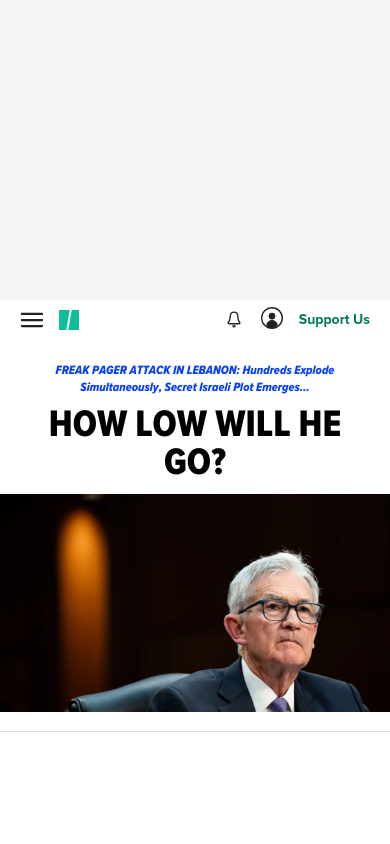 Support Us
FREAK PAGER ATTACK IN LEBANON: Hundreds Explode
Simultaneously, Secret Israeli Plot Emerges...
HOW LOW WILL HE
GO?